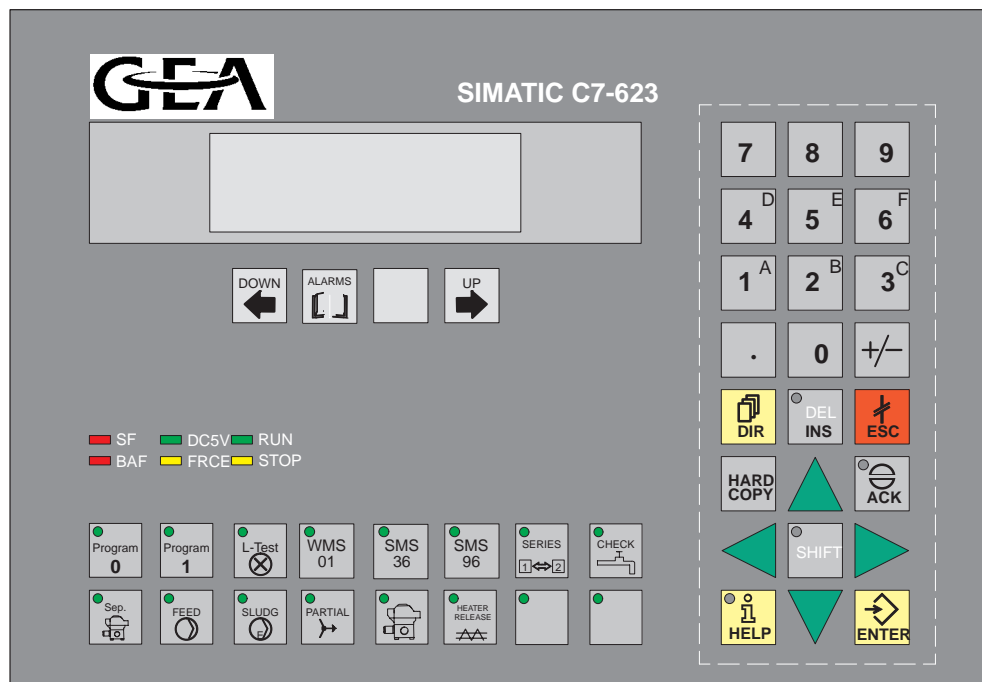 GEA
SIMATIC C7-623
7 8 9
4 D 5 E 6 F
DOWN ALARMS UP
1 A 2 B 3 C
. 0 +/−
DIR
DEL
INS
ESC
SF DC5V RUN
BAF FRCE STOP
HARD
COPY
ACK
Program
0
Program
1
L-Test
WMS
01
SMS
36
SMS
96
SERIES
1 2
CHECK
SHIFT
Sep.
FEED
SLUDG
F
PARTIAL
HEATER
RELEASE
i
HELP
ENTER